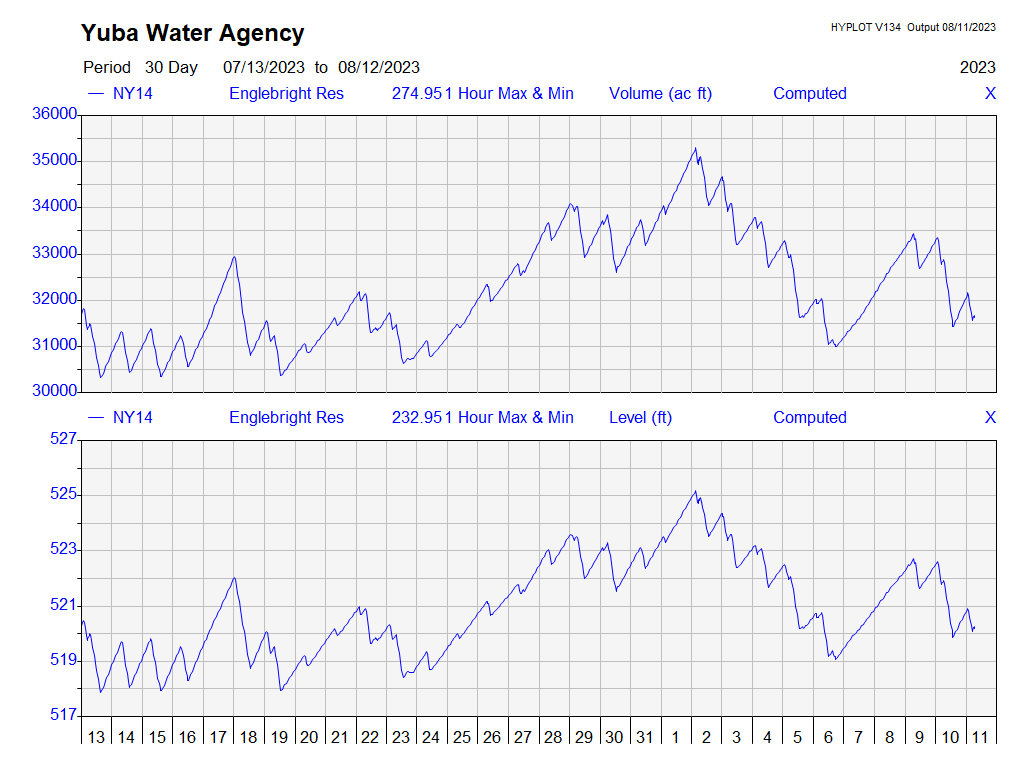 Yuba Water Agency
HYPLOT V134 Output 08/11/2023
Period 30 Day 07/13/2023 to 08/12/2023 2023
NY14 Englebright Res 274.951 Hour Max & Min Volume (ac ft) Computed X
36000
35000
34000
33000
32000
31000
30000
NY14 Englebright Res 232.951 Hour Max & Min Level (ft) Computed X
527
525
523
521
519
517
13 14 15 16 17 18 19 20 21 22 23 24 25 26 27 28 29 30 31 1 2 3 4 5 6 7 8 9 10 11